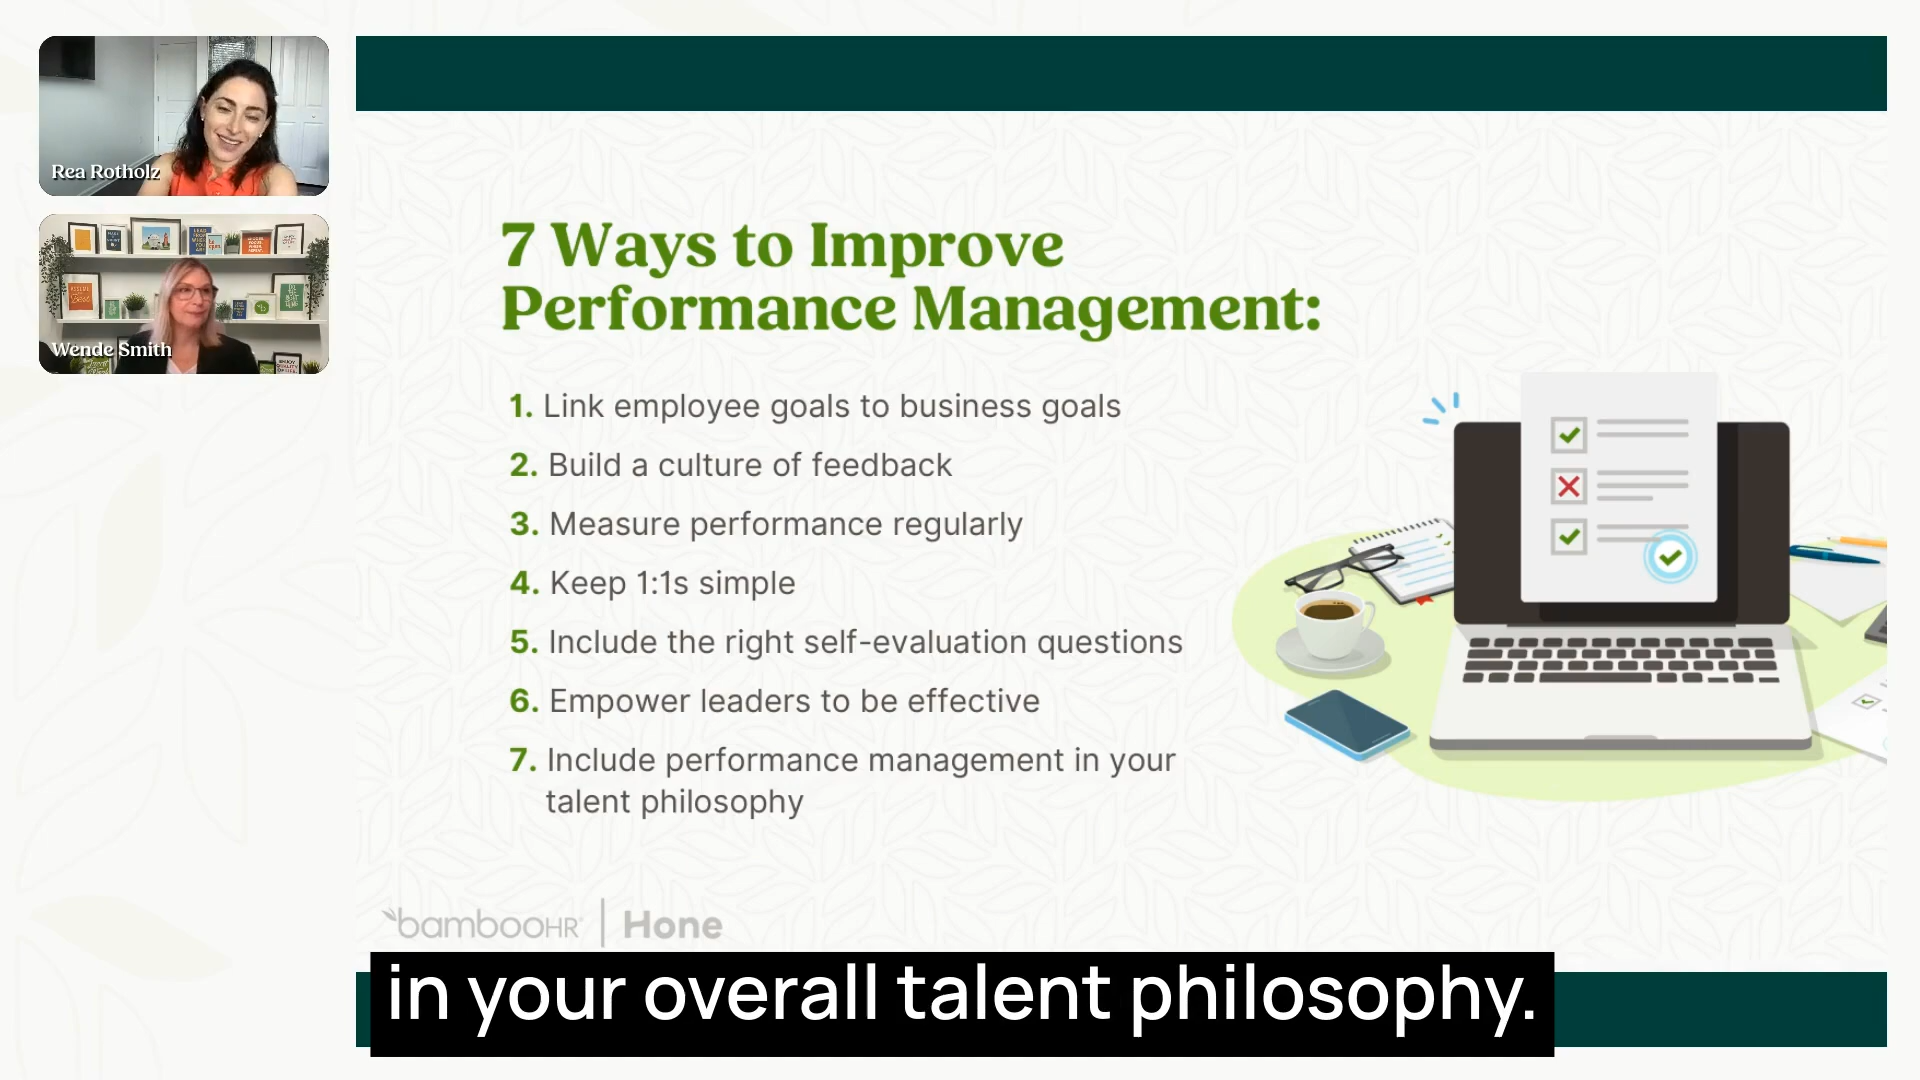 Rea Rotholz
Wende Smith
7 Ways to Improve
Performance Management:
1. Link employee goals to business goals
2. Build a culture of feedback
3. Measure performance regularly
4. Keep 1:1s simple
5. Include the right self-evaluation questions
6. Empower leaders to be effective
7. Include performance management in your
talent philosophy
bambooHR | Hone
in your overall talent philosophy.